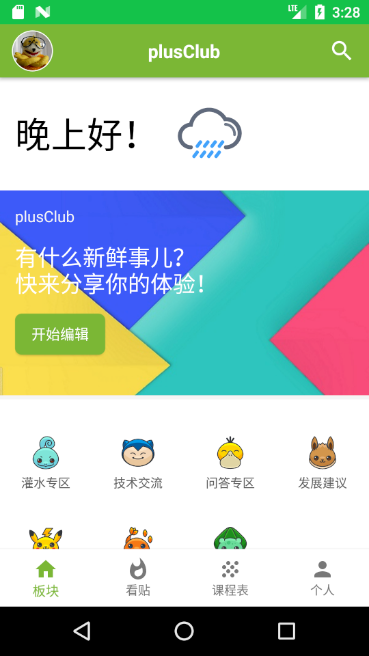 LTE 3:28
plusClub
晚上好！
plusClub
有什么新鲜事儿？
快来分享你的体验！
开始编辑
灌水专区 技术交流 问答专区 发展建议
板块 看贴 课程表 个人